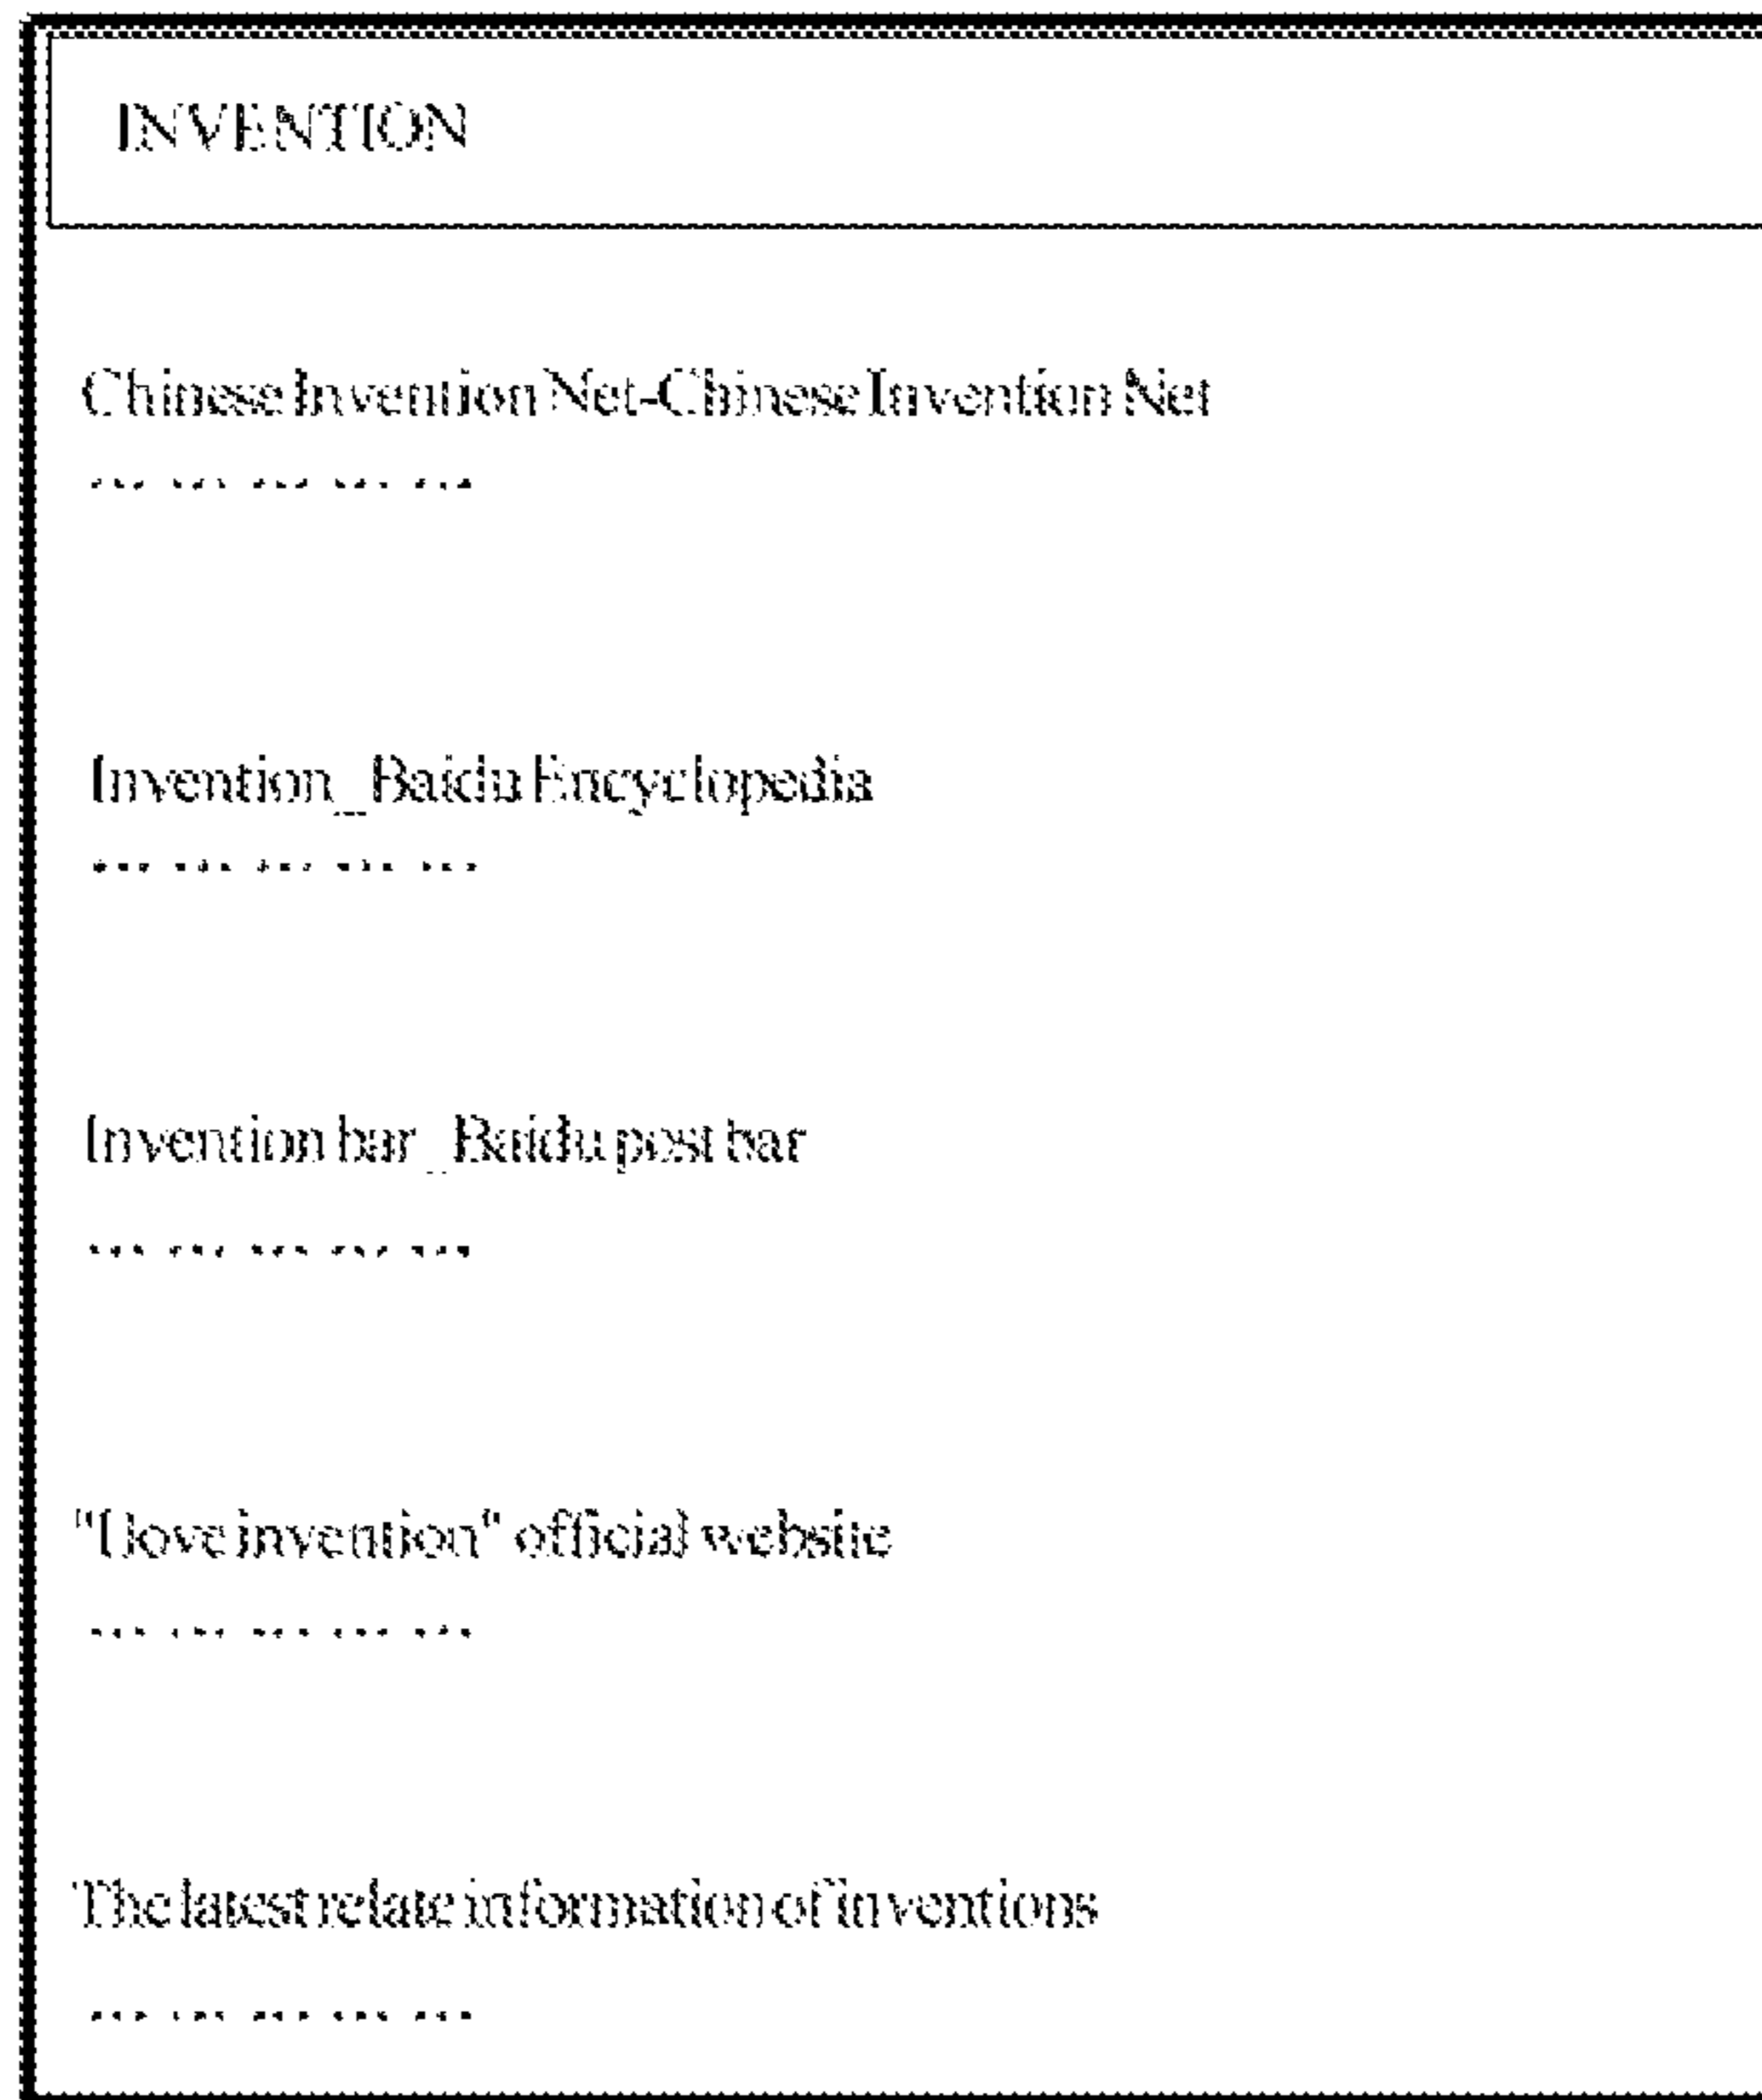 INVENTION
Chinese Invention Net-Chinese Invention Net
... ... ... ... ...
Invention_Baidu Encyclopedia
... ... ... ... ...
Invention bar_Baidu post bar
... ... ... ... ...
"I love invention" official website
... ... ... ... ...
The latest relate information of inventions
... ... ... ... ...